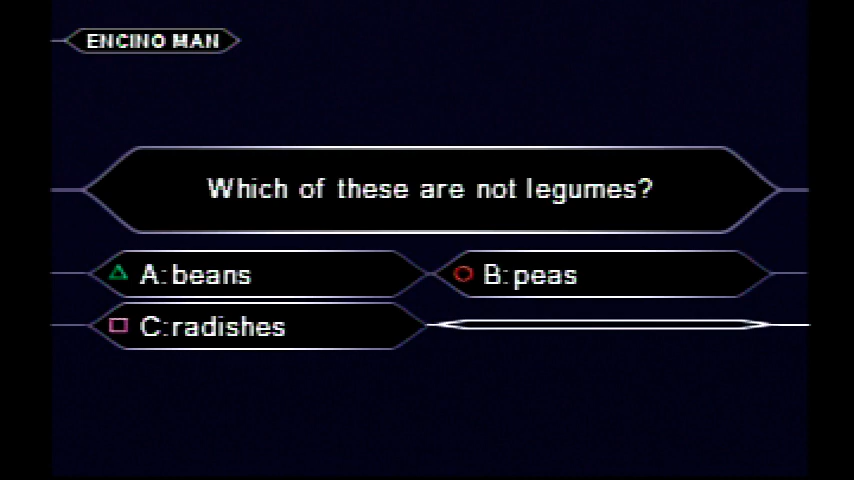 ENCINO MAN
Which of these are not legumes?
A:beans
B:peas
C:radishes